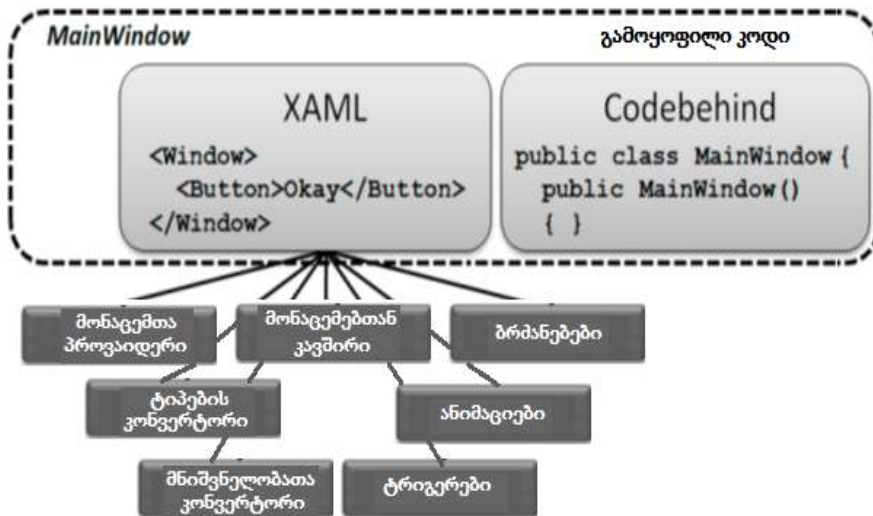 MainWindow
გამოყოფილი კოდი
XAML
<Window>
<Button>Okay</Button>
</Window>
Codebehind
public class MainWindow {
public MainWindow()
{ }
მონაცემთა
პროვაიდერი
მონაცემებთან
კავშირი
ბრძანებები
ტიპების
კონვერტორი
ანიმაციები
მნიშვნელობათა
კონვერტორი
ტრიგერები